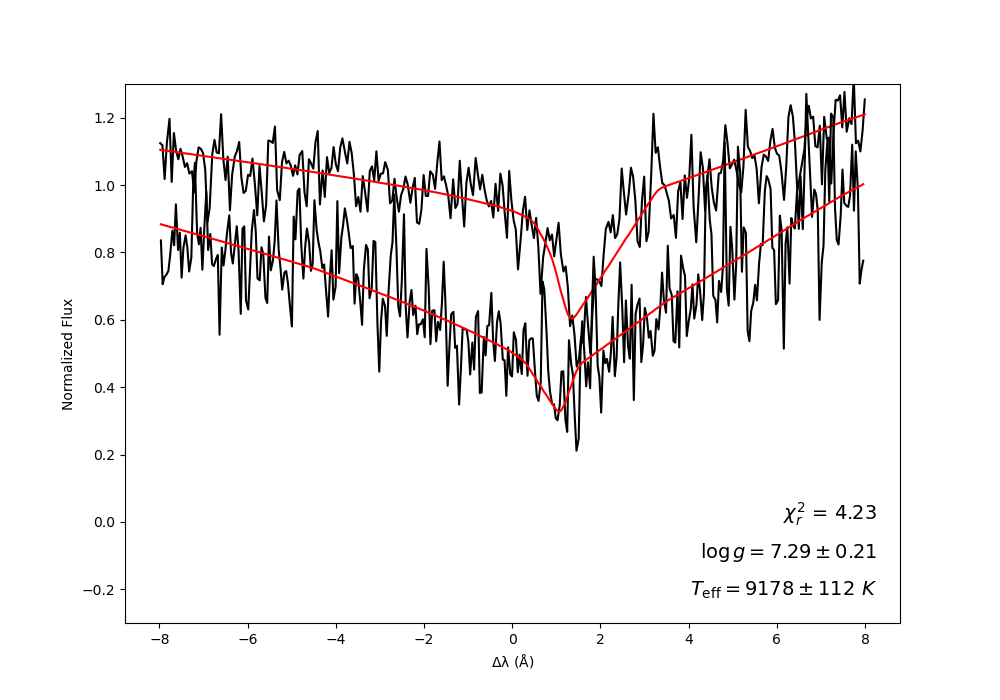 1.2
1.0
0.8
0.6
0.4
0.2
0.0
−0.2
Normalized Flux
χ²ᵣ = 4.23
log g = 7.29 ± 0.21
T_eff = 9178 ± 112 K
−8 −6 −4 −2 0 2 4 6 8
Δλ (Å)